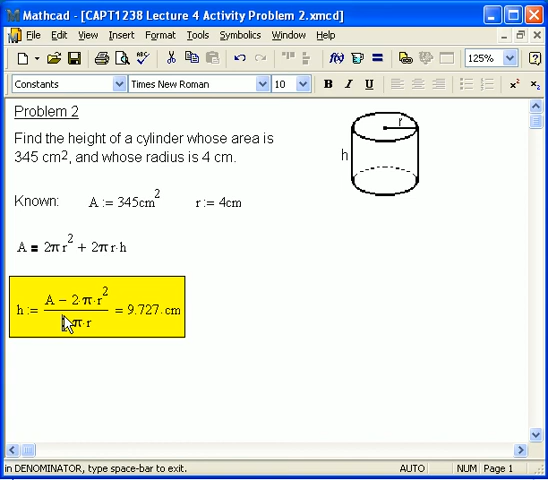 Mathcad - [CAPT1238 Lecture 4 Activity Problem 2.xmcd]
File Edit View Insert Format Tools Symbolics Window Help
125%
Constants Times New Roman 10 B I U
Problem 2
Find the height of a cylinder whose area is
345 cm2, and whose radius is 4 cm.
r
h
Known: A := 345cm² r := 4cm
A = 2π r² + 2π r·h
h := (A − 2·π·r²) / (π·r) = 9.727·cm
in DENOMINATOR, type space-bar to exit. AUTO NUM Page 1